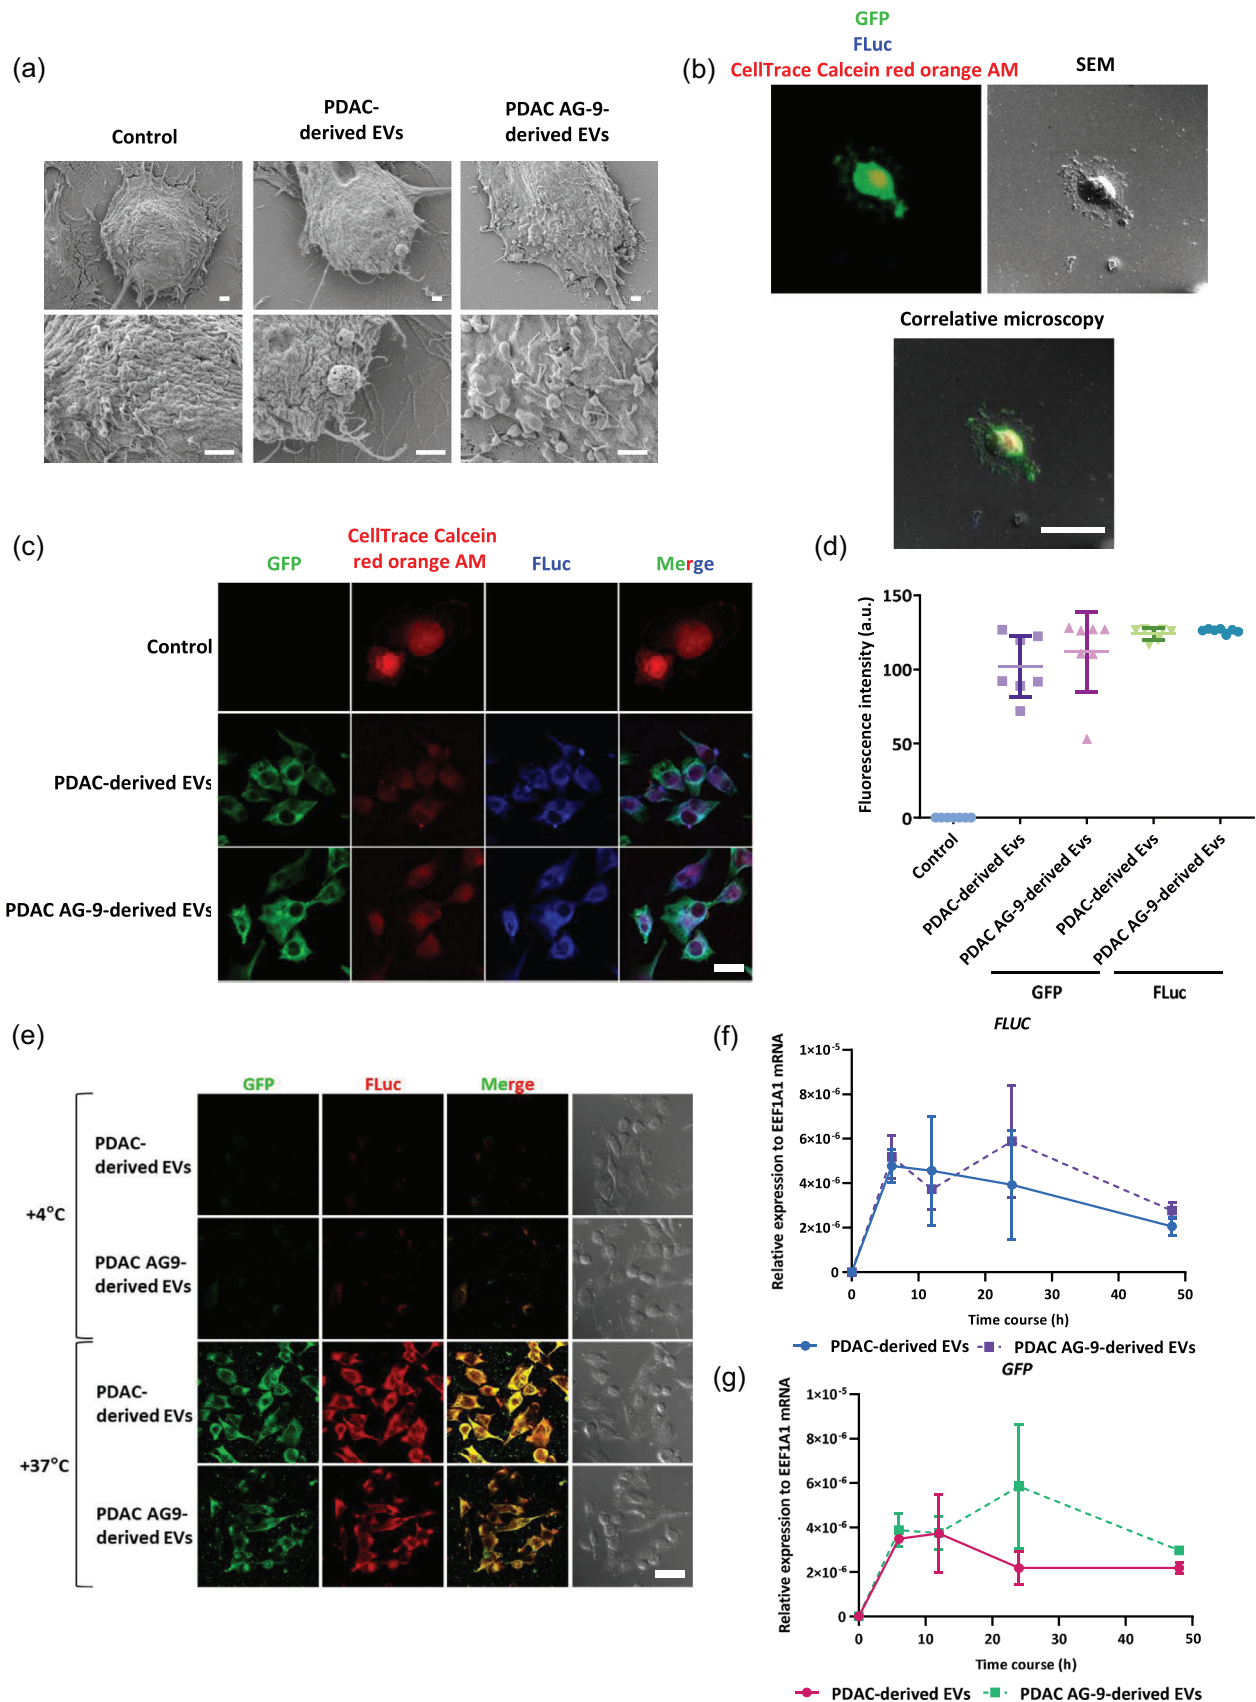 (a)
Control
PDAC-
derived EVs
PDAC AG-9-
derived EVs
(b)
GFP
FLuc
CellTrace Calcein red orange AM
SEM
Correlative microscopy
(c)
GFP
CellTrace Calcein
red orange AM
FLuc
Merge
Control
PDAC-derived EVs
PDAC AG-9-derived EVs
(d)
Fluorescence intensity (a.u.)
150
100
50
0
Control
PDAC-derived Evs
PDAC AG-9-derived Evs
PDAC-derived Evs
PDAC AG-9-derived Evs
GFP
FLuc
(e)
GFP
FLuc
Merge
+4°C
PDAC-
derived EVs
PDAC AG9-
derived EVs
+37°C
PDAC-
derived EVs
PDAC AG9-
derived EVs
(f)
FLUC
Relative expression to EEF1A1 mRNA
1×10⁻⁵
8×10⁻⁶
6×10⁻⁶
4×10⁻⁶
2×10⁻⁶
0
0 10 20 30 40 50
Time course (h)
PDAC-derived EVs PDAC AG-9-derived EVs
(g)
GFP
Relative expression to EEF1A1 mRNA
1×10⁻⁵
8×10⁻⁶
6×10⁻⁶
4×10⁻⁶
2×10⁻⁶
0
0 10 20 30 40 50
Time course (h)
PDAC-derived EVs PDAC AG-9-derived EVs